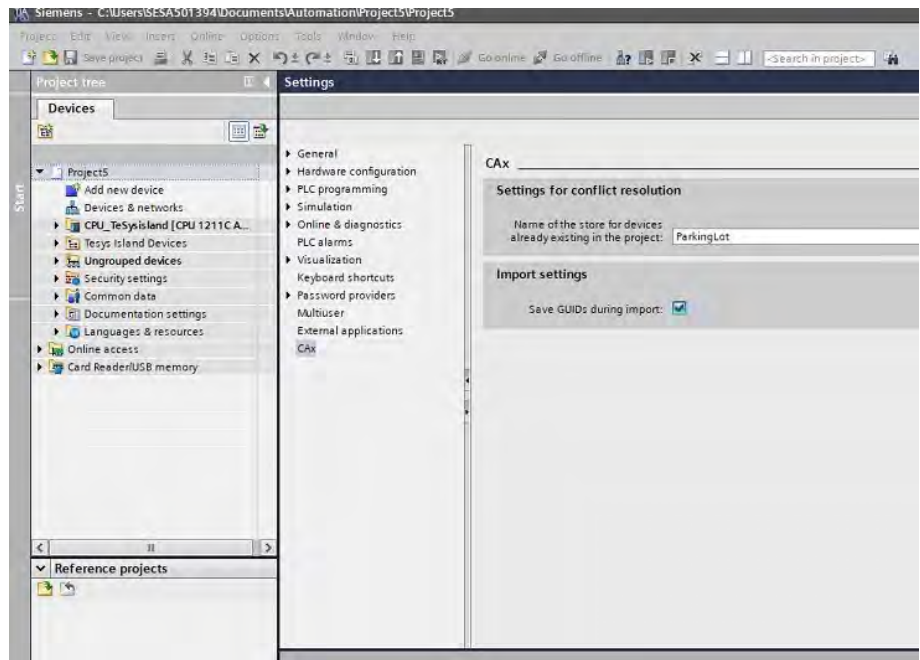 Siemens - C:\Users\SESA501394\Documents\Automation\Project5\Project5
Project Edit View Insert Online Options Tools Window Help
Save project
Go online
Go offline
<Search in project>
Project tree
Devices
Start
Project5
Add new device
Devices & networks
CPU_TeSysisland [CPU 1211C A...
Tesys Island Devices
Ungrouped devices
Security settings
Common data
Documentation settings
Languages & resources
Online access
Card Reader/USB memory
Reference projects
Settings
General
Hardware configuration
PLC programming
Simulation
Online & diagnostics
PLC alarms
Visualization
Keyboard shortcuts
Password providers
Multiuser
External applications
CAx
CAx
Settings for conflict resolution
Name of the store for devices
already existing in the project: ParkingLot
Import settings
Save GUIDs during import: